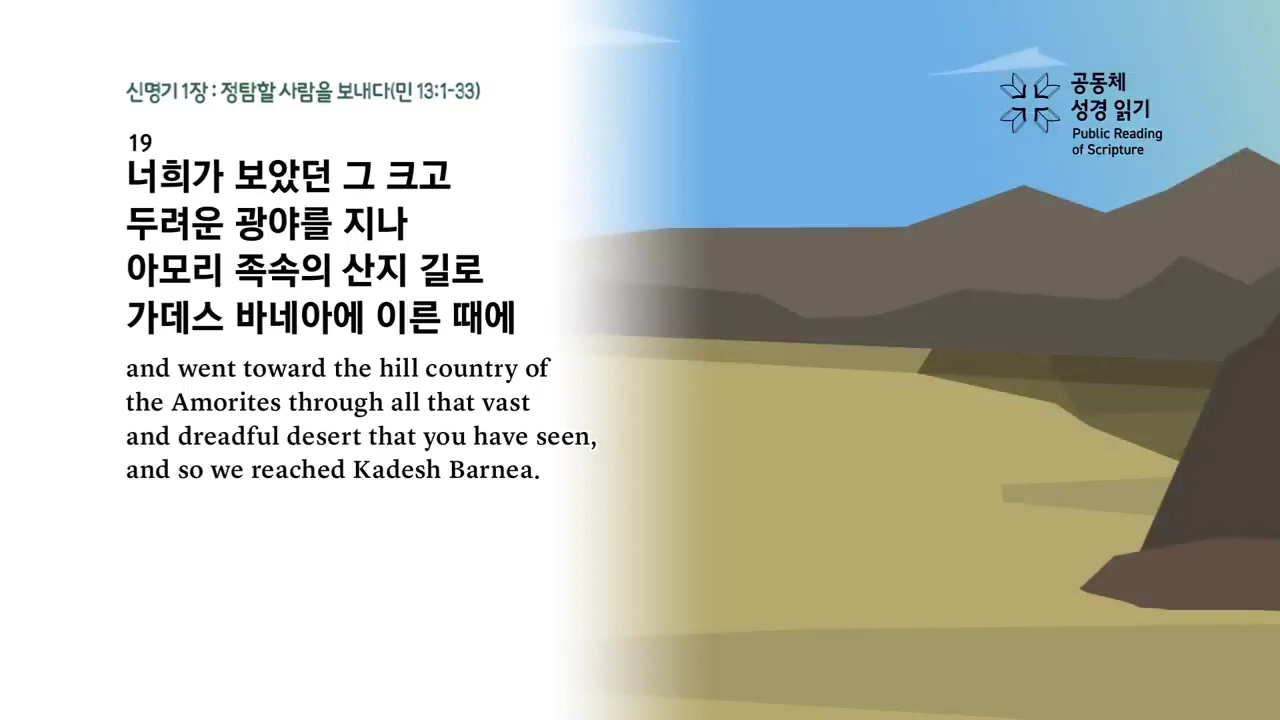 신명기 1장 : 정탐할 사람을 보내다(민 13:1-33)
19
너희가 보았던 그 크고
두려운 광야를 지나
아모리 족속의 산지 길로
가데스 바네아에 이른 때에
and went toward the hill country of
the Amorites through all that vast
and dreadful desert that you have seen,
and so we reached Kadesh Barnea.
공동체
성경 읽기
Public Reading
of Scripture